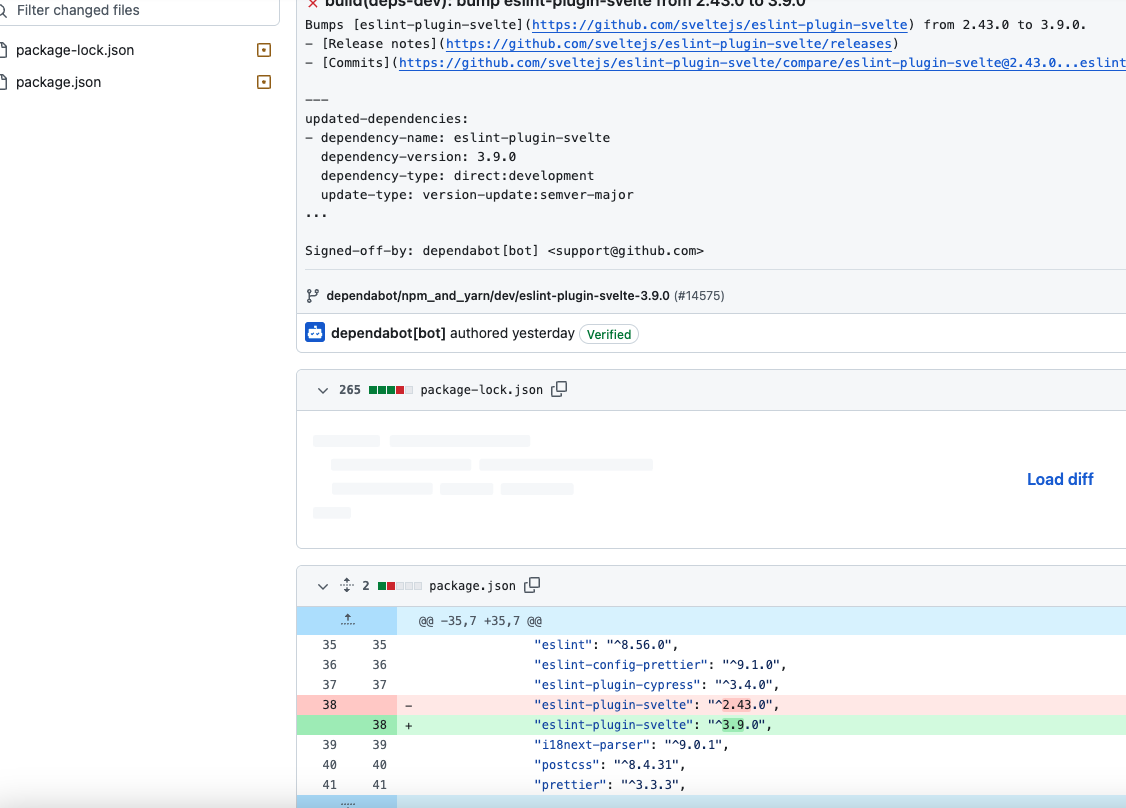 Filter changed files
package-lock.json
package.json
build(deps-dev): bump eslint-plugin-svelte from 2.43.0 to 3.9.0
Bumps [eslint-plugin-svelte](https://github.com/sveltejs/eslint-plugin-svelte) from 2.43.0 to 3.9.0.
- [Release notes](https://github.com/sveltejs/eslint-plugin-svelte/releases)
- [Commits](https://github.com/sveltejs/eslint-plugin-svelte/compare/eslint-plugin-svelte@2.43.0...eslint
---
updated-dependencies:
- dependency-name: eslint-plugin-svelte
  dependency-version: 3.9.0
  dependency-type: direct:development
  update-type: version-update:semver-major
...
Signed-off-by: dependabot[bot] <support@github.com>
dependabot/npm_and_yarn/dev/eslint-plugin-svelte-3.9.0 (#14575)
dependabot[bot] authored yesterday Verified
265 package-lock.json
Load diff
2 package.json
@@ -35,7 +35,7 @@
35 35 "eslint": "^8.56.0",
36 36 "eslint-config-prettier": "^9.1.0",
37 37 "eslint-plugin-cypress": "^3.4.0",
38 - "eslint-plugin-svelte": "^2.43.0",
38 + "eslint-plugin-svelte": "^3.9.0",
39 39 "i18next-parser": "^9.0.1",
40 40 "postcss": "^8.4.31",
41 41 "prettier": "^3.3.3",